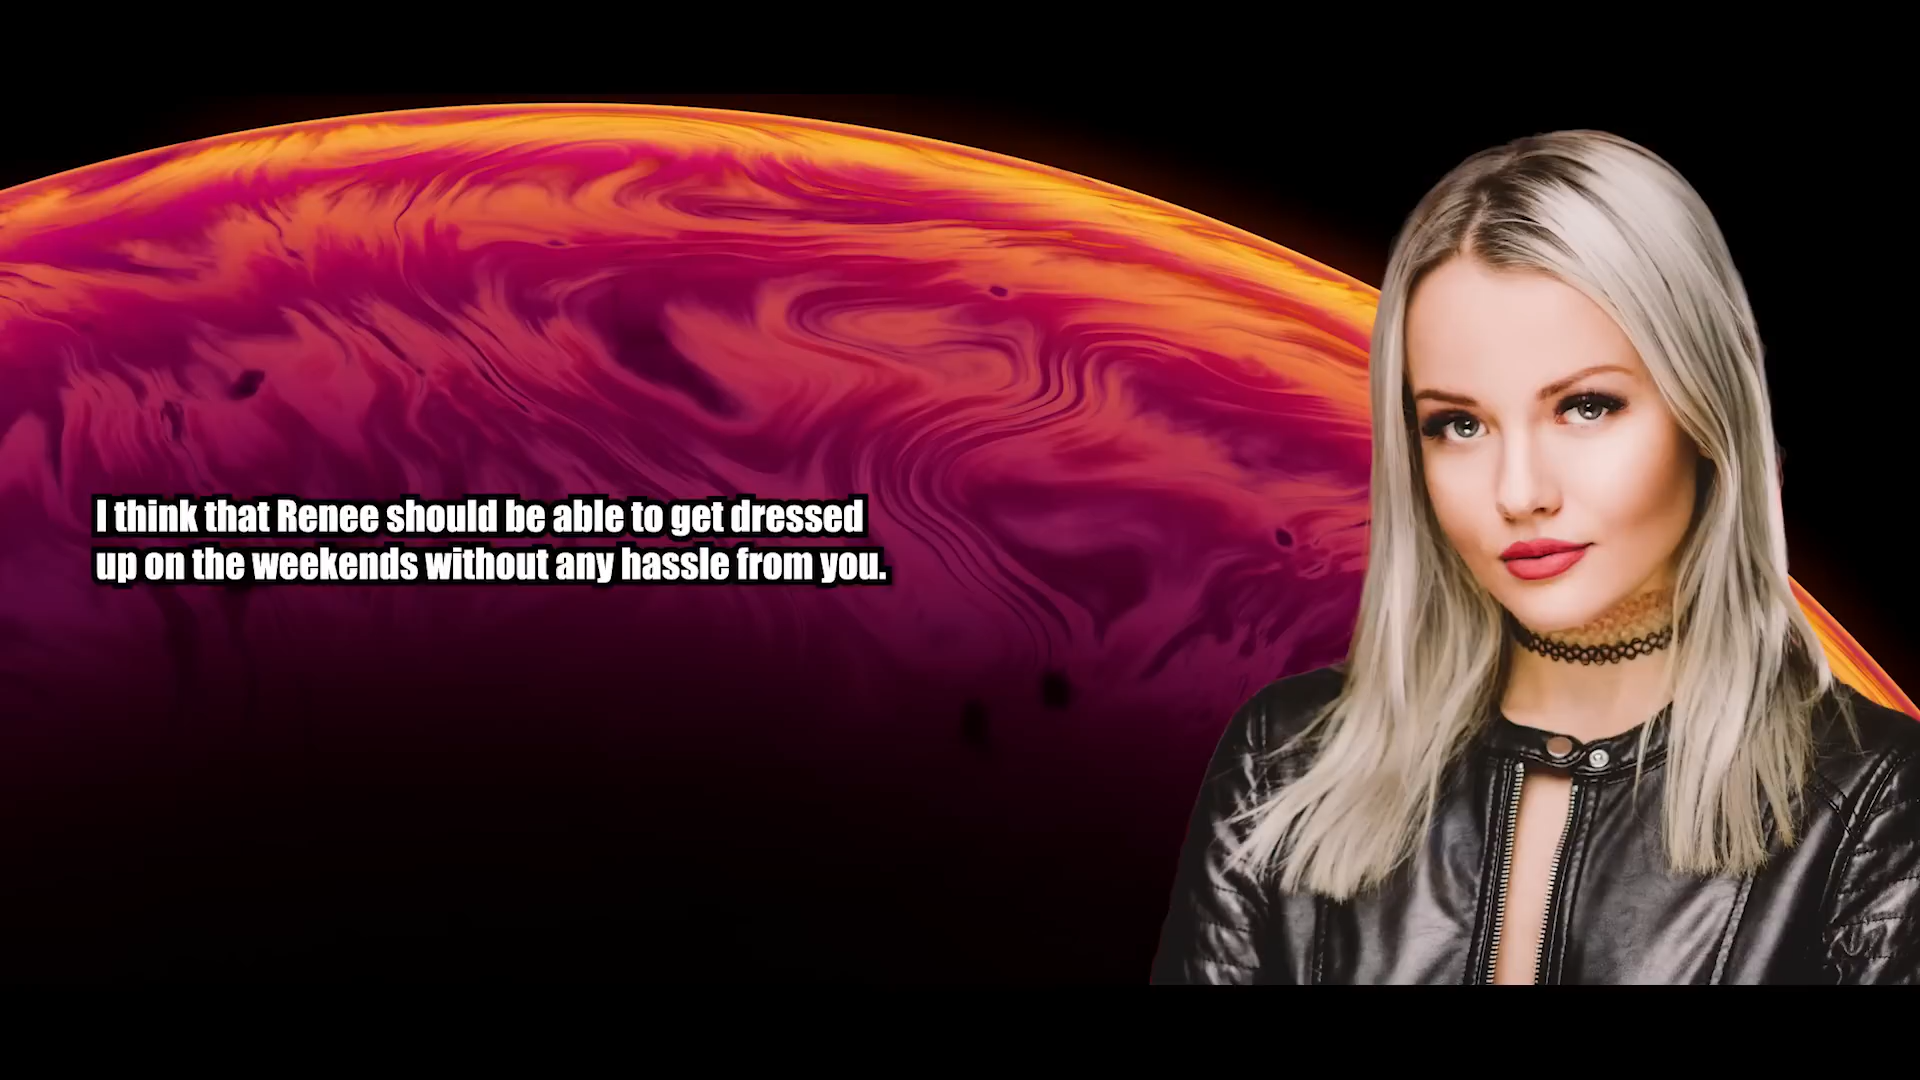 I think that Renee should be able to get dressed
up on the weekends without any hassle from you.